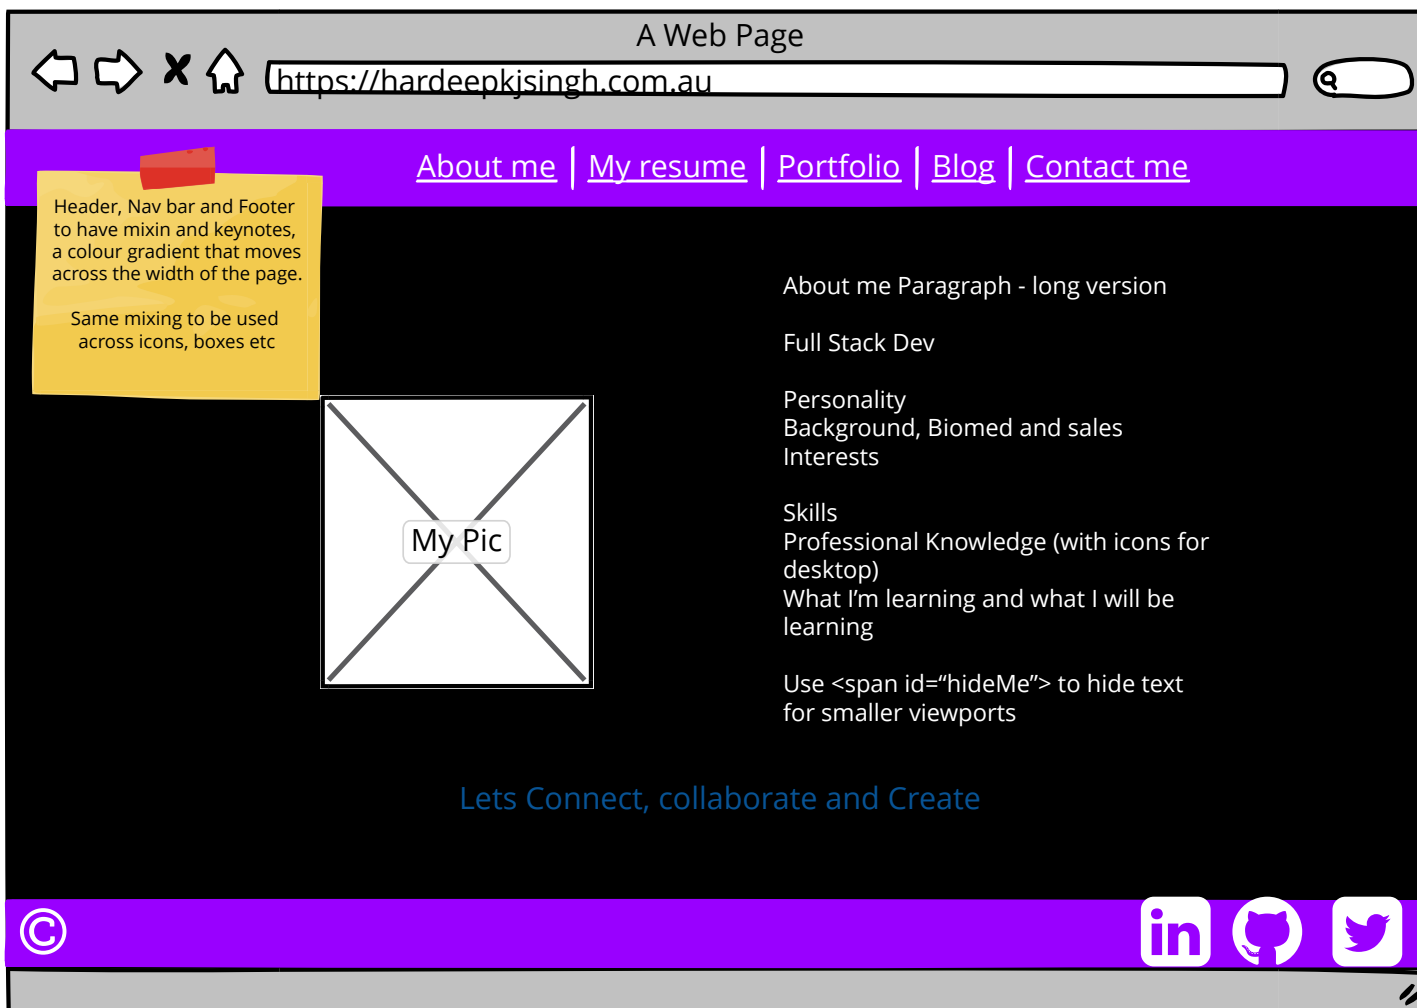 A Web Page
https://hardeepkjsingh.com.au
About me | My resume | Portfolio | Blog | Contact me
Header, Nav bar and Footer
to have mixin and keynotes,
a colour gradient that moves
across the width of the page.
Same mixing to be used
across icons, boxes etc
About me Paragraph - long version
Full Stack Dev
Personality
Background, Biomed and sales
Interests
My Pic
Skills
Professional Knowledge (with icons for
desktop)
What I’m learning and what I will be
learning
Use <span id=“hideMe”> to hide text
for smaller viewports
Lets Connect, collaborate and Create
©
in